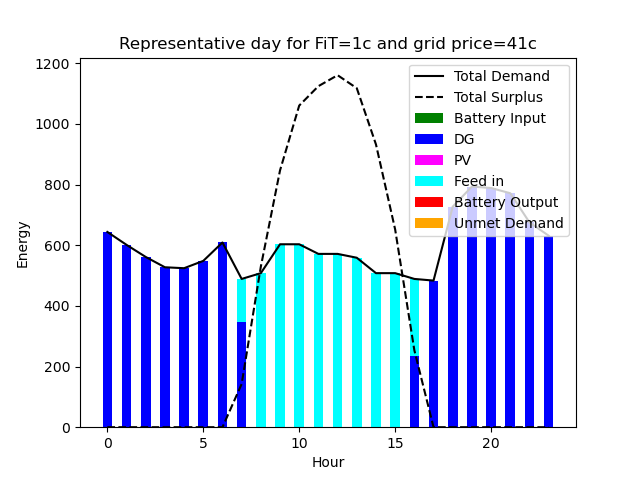 Representative day for FiT=1c and grid price=41c
1200
1000
800
600
400
200
0
Energy
0
5
10
15
20
Hour
Total Demand
Total Surplus
Battery Input
DG
PV
Feed in
Battery Output
Unmet Demand